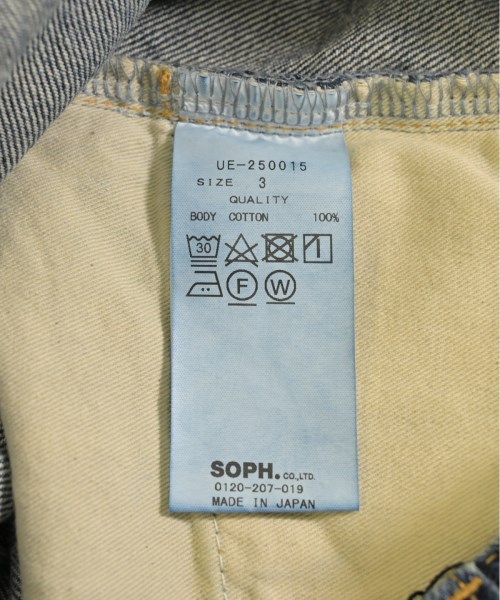 UE-250015
SIZE 3
QUALITY
BODY COTTON 100%
30
F W
SOPH. CO.,LTD.
0120-207-019
MADE IN JAPAN